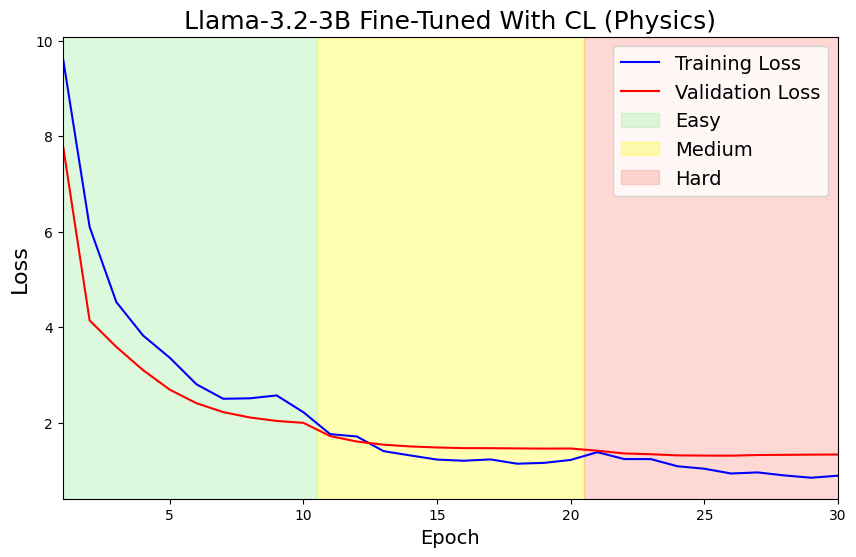 Llama-3.2-3B Fine-Tuned With CL (Physics)
10
8
6
4
2
Loss
Training Loss
Validation Loss
Easy
Medium
Hard
5
10
15
20
25
30
Epoch